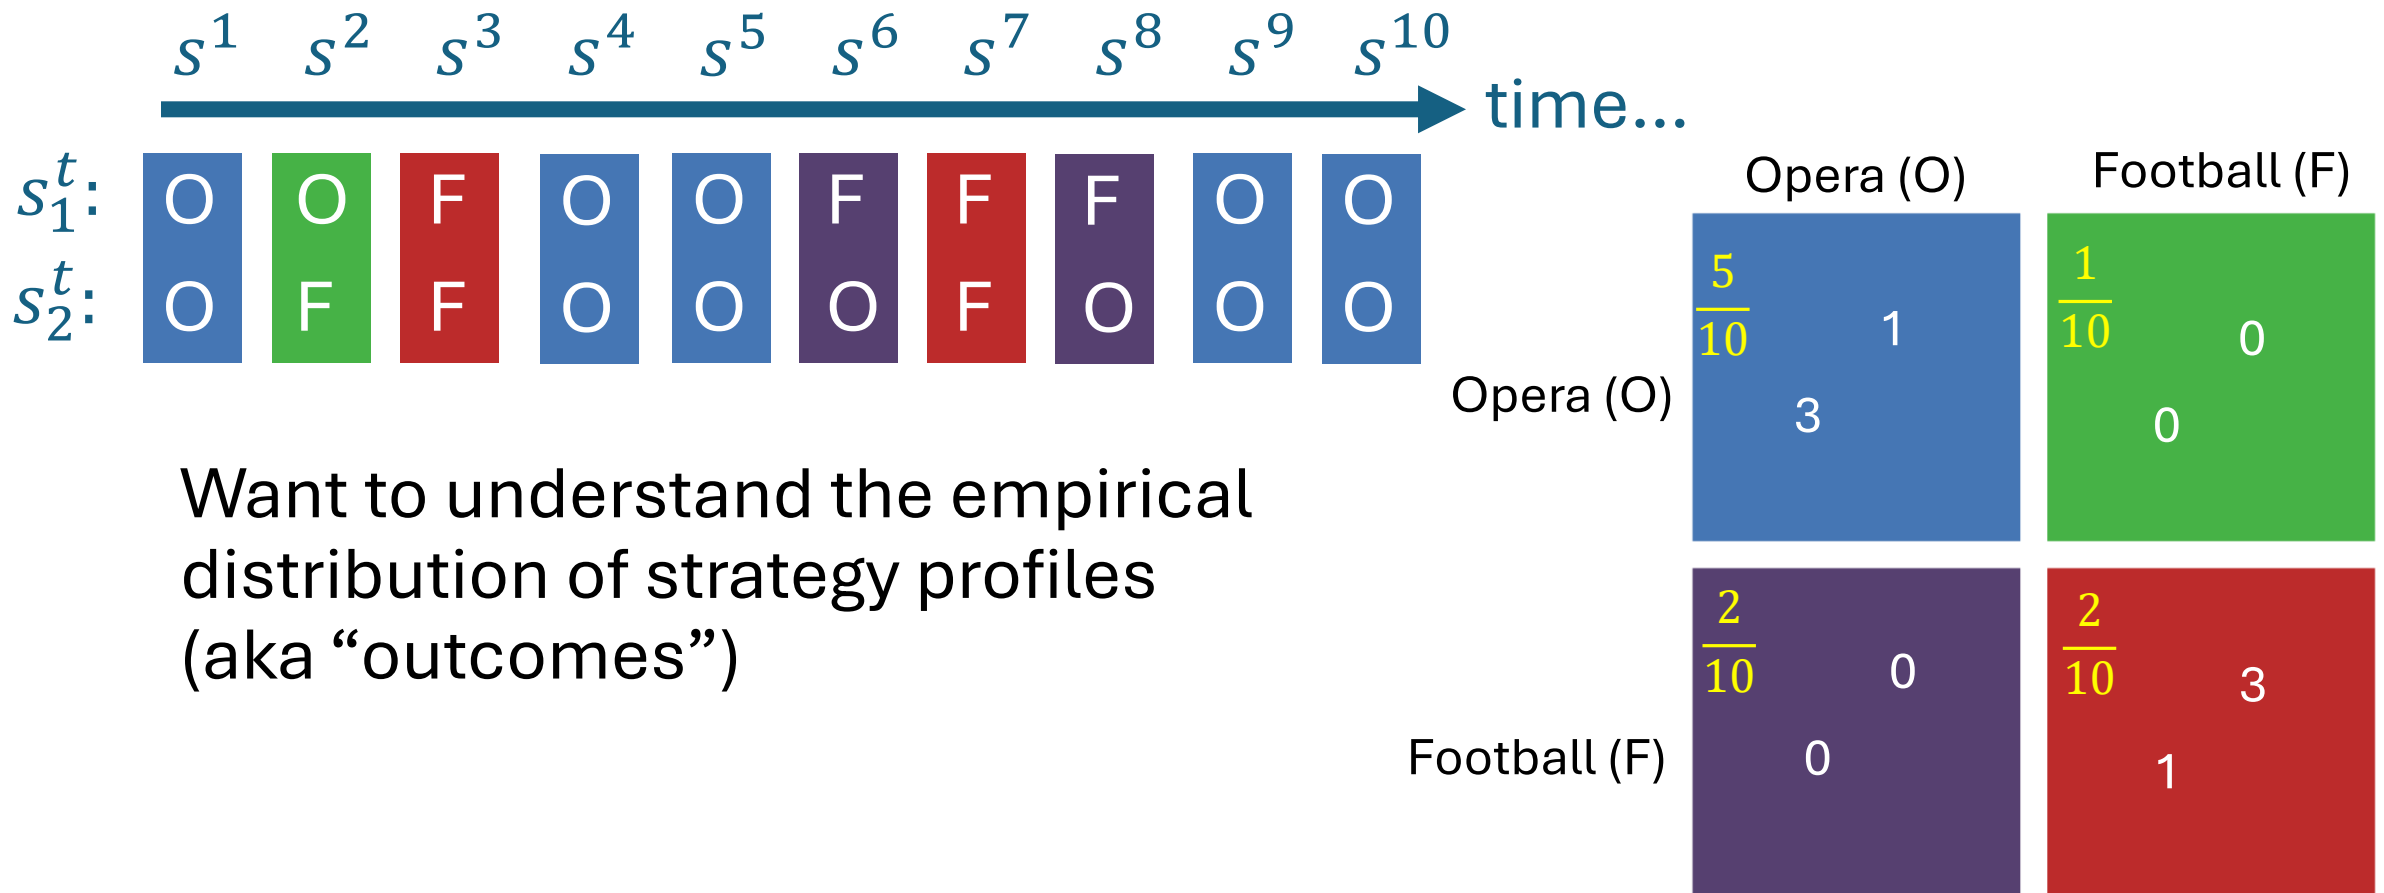 s¹ s² s³ s⁴ s⁵ s⁶ s⁷ s⁸ s⁹ s¹⁰
time...
s₁ᵗ: O O F O O F F F O O
s₂ᵗ: O F F O O O F O O O
Want to understand the empirical
distribution of strategy profiles
(aka “outcomes”)
Opera (O) Football (F)
Opera (O)
5/10 1 3
1/10 0 0
Football (F)
2/10 0 0
2/10 3 1